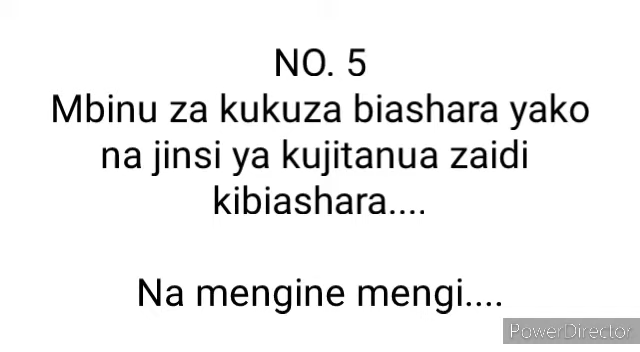 NO. 5
Mbinu za kukuza biashara yako
na jinsi ya kujitanua zaidi
kibiashara....
Na mengine mengi....
PowerDirector